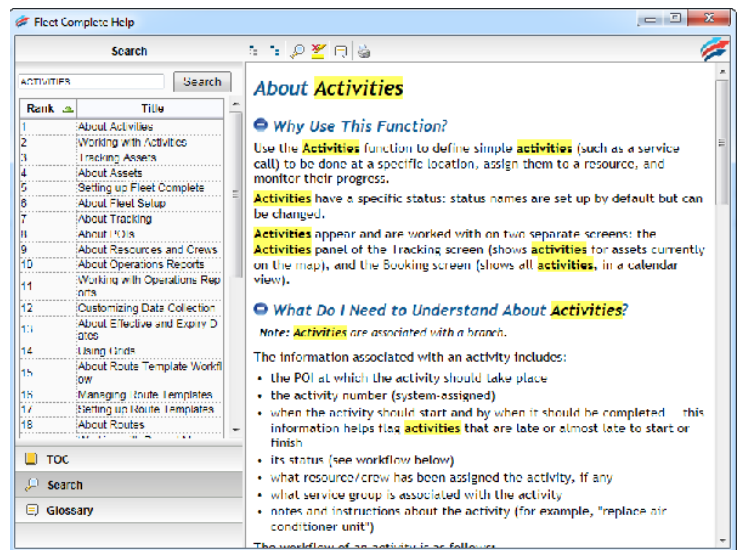 Fleet Complete Help
Search
ACTIVITIES
Search
Rank
Title
1 About Activities
2 Working with Activities
3 Tracking Assets
4 About Assets
5 Setting up Fleet Complete
6 About Fleet Setup
7 About Tracking
8 About POIs
9 About Resources and Crews
10 About Operations Reports
11 Working with Operations Rep
orts
12 Customizing Data Collection
13 About Effective and Expiry D
ates
14 Using Grids
15 About Route Template Workfl
ow
16 Managing Route Templates
17 Setting up Route Templates
18 About Routes
TOC
Search
Glossary
About Activities
Why Use This Function?
Use the Activities function to define simple activities (such as a service
call) to be done at a specific location, assign them to a resource, and
monitor their progress.
Activities have a specific status: status names are set up by default but can
be changed.
Activities appear and are worked with on two separate screens: the
Activities panel of the Tracking screen (shows activities for assets currently
on the map), and the Booking screen (shows all activities, in a calendar
view).
What Do I Need to Understand About Activities?
Note: Activities are associated with a branch.
The information associated with an activity includes:
• the POI at which the activity should take place
• the activity number (system-assigned)
• when the activity should start and by when it should be completed this
information helps flag activities that are late or almost late to start or
finish
• its status (see workflow below)
• what resource/crew has been assigned the activity, if any
• what service group is associated with the activity
• notes and instructions about the activity (for example, "replace air
conditioner unit")
The workflow of an activity is as follows: